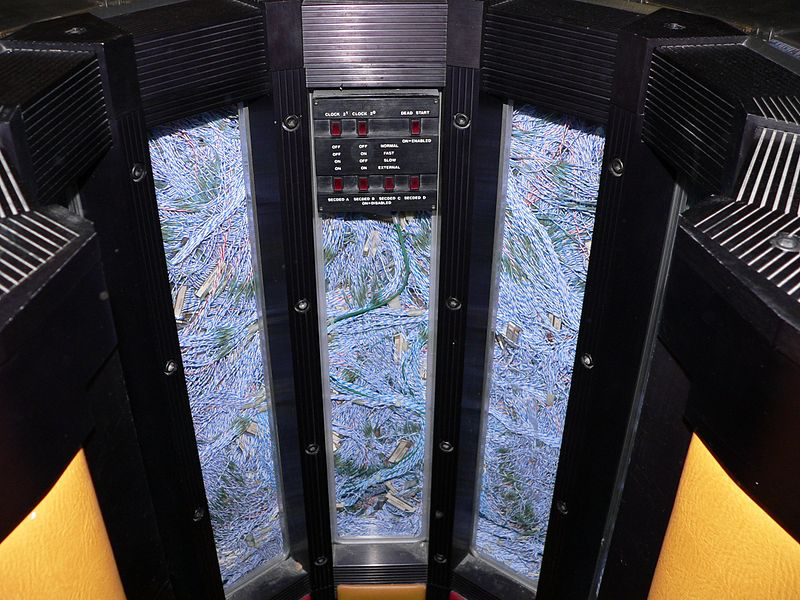 CLOCK 2¹ CLOCK 2⁰ DEAD START
ON=ENABLED
OFF OFF NORMAL
OFF ON FAST
ON OFF SLOW
ON ON EXTERNAL
SECDED A SECDED B SECDED C SECDED D
ON=DISABLED